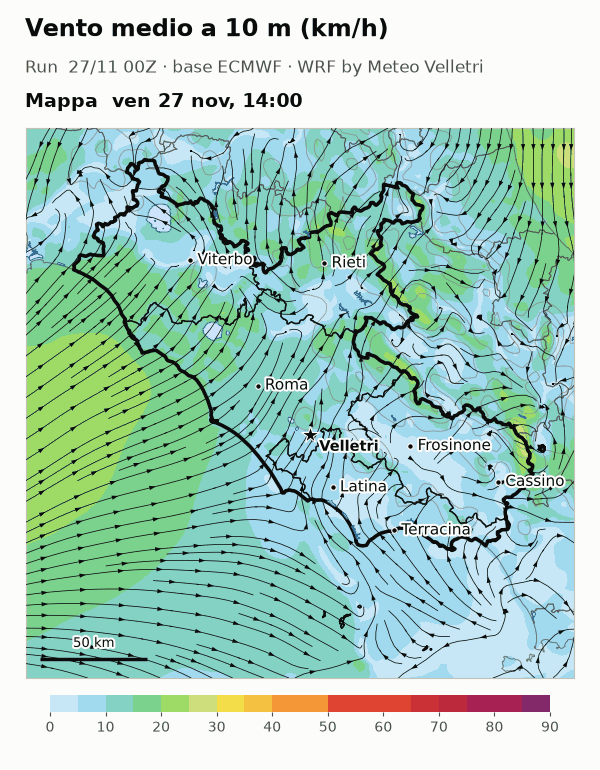 Vento medio a 10 m (km/h)
Run 27/11 00Z · base ECMWF · WRF by Meteo Velletri
Mappa ven 27 nov, 14:00
Viterbo
Rieti
Roma
Velletri
Frosinone
Latina
Cassino
Terracina
50 km
0 10 20 30 40 50 60 70 80 90